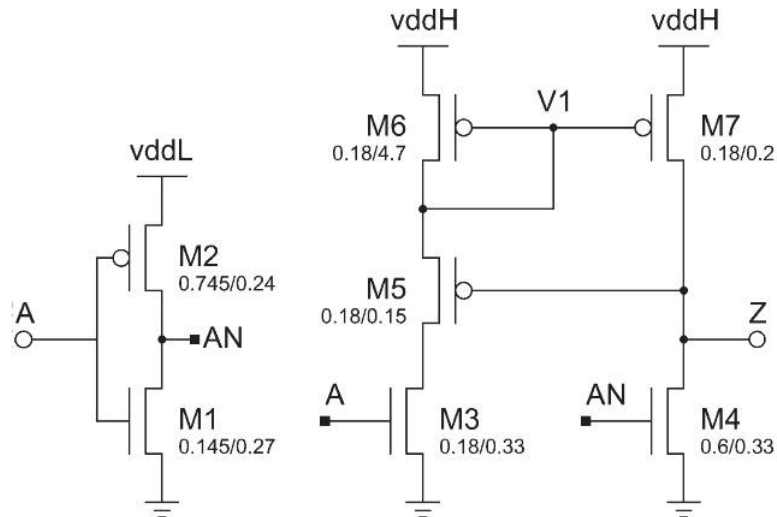 vddH
vddH
V1
M6
0.18/4.7
M7
0.18/0.2
vddL
M2
0.745/0.24
M5
0.18/0.15
A
AN
Z
A
AN
M1
0.145/0.27
M3
0.18/0.33
M4
0.6/0.33